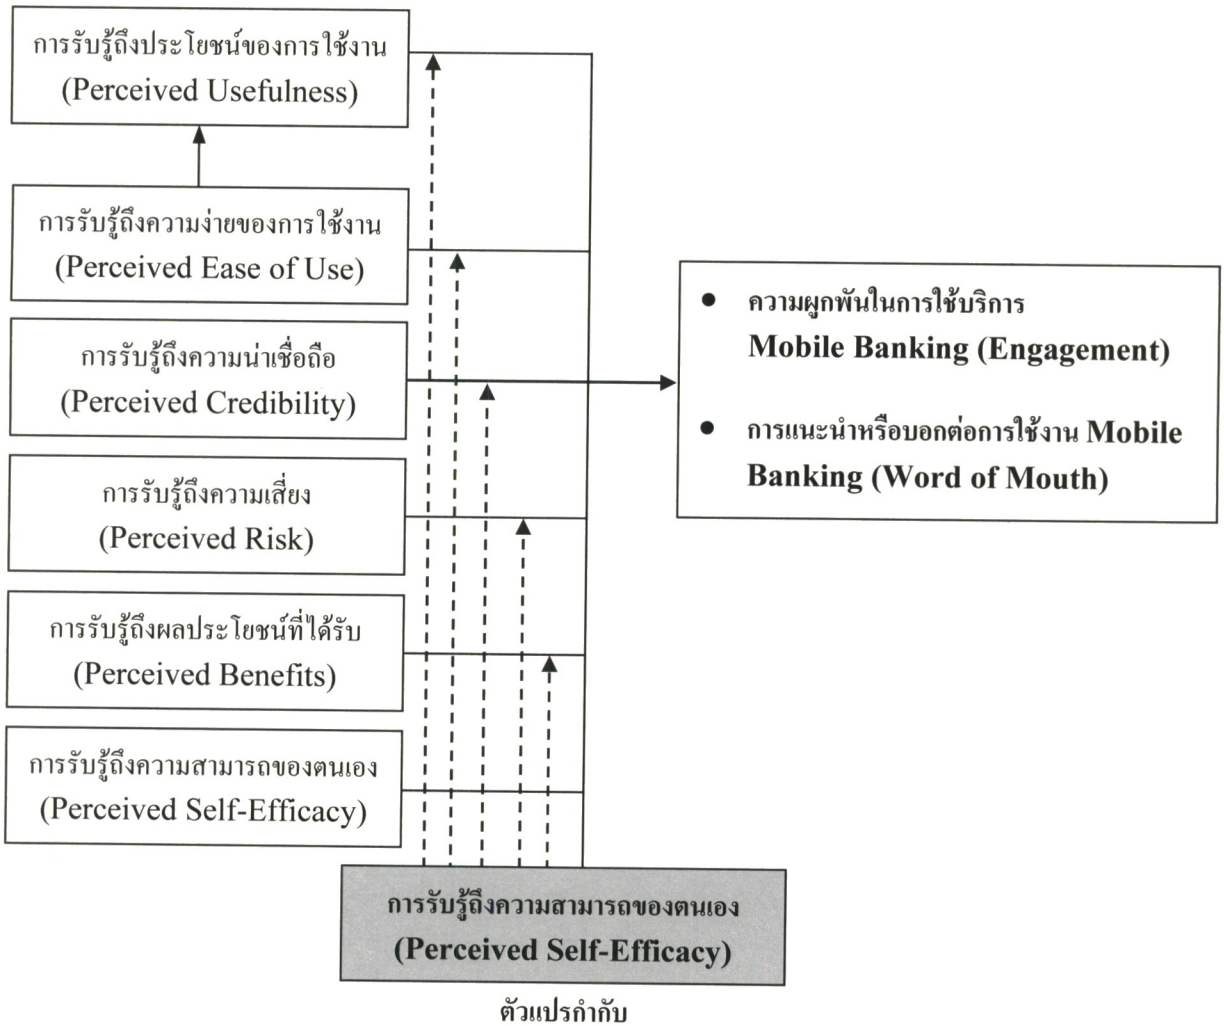 การรับรู้ถึงประโยชน์ของการใช้งาน
(Perceived Usefulness)
การรับรู้ถึงความง่ายของการใช้งาน
(Perceived Ease of Use)
การรับรู้ถึงความน่าเชื่อถือ
(Perceived Credibility)
การรับรู้ถึงความเสี่ยง
(Perceived Risk)
การรับรู้ถึงผลประโยชน์ที่ได้รับ
(Perceived Benefits)
การรับรู้ถึงความสามารถของตนเอง
(Perceived Self-Efficacy)
● ความผูกพันในการใช้บริการ
Mobile Banking (Engagement)
● การแนะนำหรือบอกต่อการใช้งาน Mobile
Banking (Word of Mouth)
การรับรู้ถึงความสามารถของตนเอง
(Perceived Self-Efficacy)
ตัวแปรกำกับ